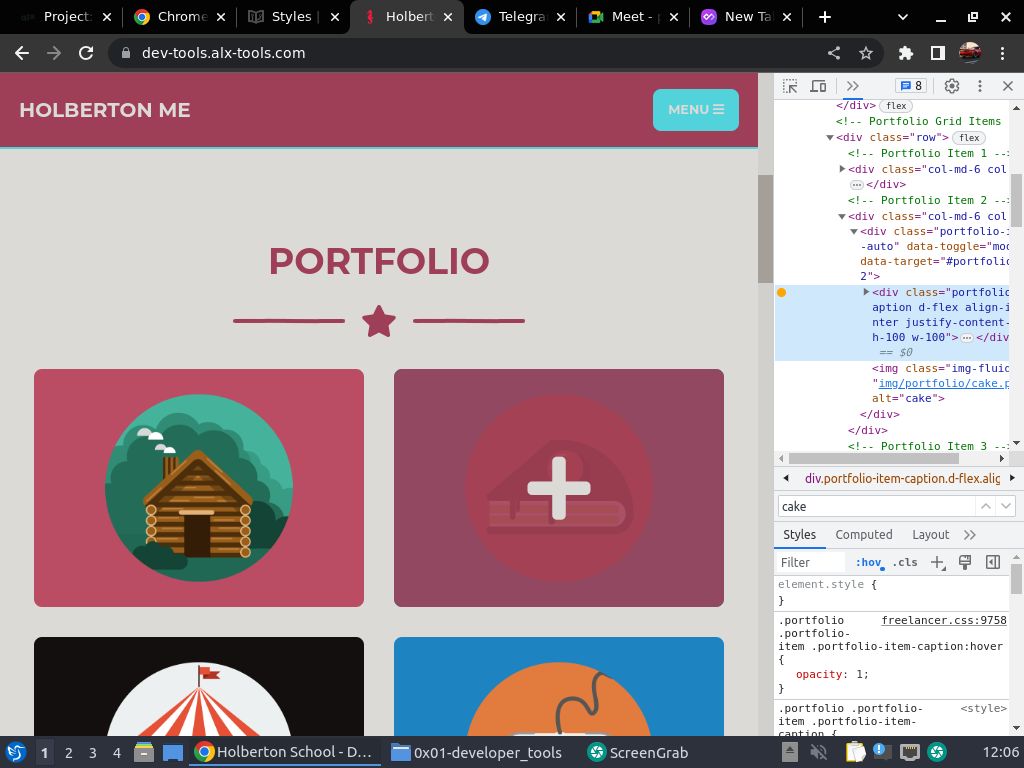 Project:
Chrome
Styles |
Holbert
Telegra
Meet -
New Ta
dev-tools.alx-tools.com
HOLBERTON ME
MENU
PORTFOLIO
8
</div> flex
<!-- Portfolio Grid Items
<div class="row"> flex
<!-- Portfolio Item 1 -->
<div class="col-md-6 col
</div>
<!-- Portfolio Item 2 -->
<div class="col-md-6 col
<div class="portfolio-i
-auto" data-toggle="mod
data-target="#portfolio
2">
<div class="portfolio
aption d-flex align-i
nter justify-content-
h-100 w-100"> … </div
== $0
<img class="img-fluid
"img/portfolio/cake.p
alt="cake">
</div>
</div>
<!-- Portfolio Item 3 -->
div.portfolio-item-caption.d-flex.alig
cake
Styles Computed Layout
Filter :hov .cls
element.style {
}
.portfolio freelancer.css:9758
.portfolio-
item .portfolio-item-caption:hover
{
opacity: 1;
}
.portfolio .portfolio- <style>
item .portfolio-item-
caption {
1 2 3 4 Holberton School - D... 0x01-developer_tools ScreenGrab 12:06